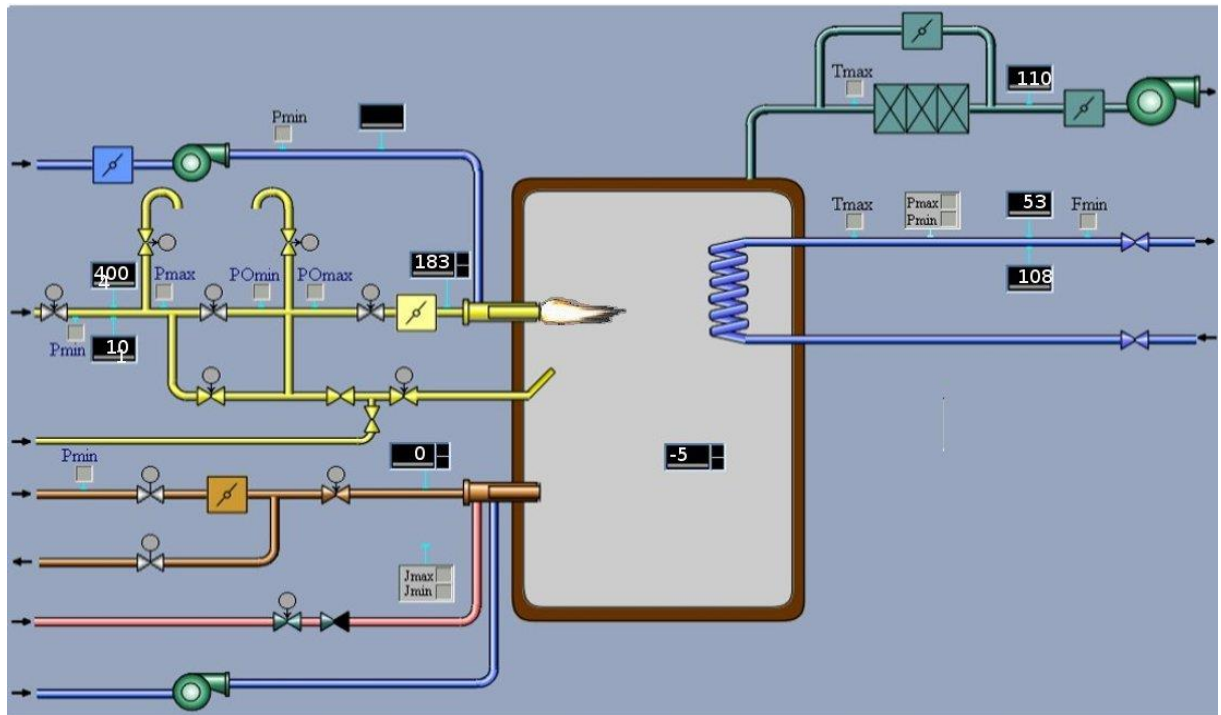 Tmax
110
Pmin
Tmax
Pmax
Pmin
53
Fmin
108
400
4
Pmax
POmin
POmax
183
Pmin
10
1
Pmin
0
-5
Jmax
Jmin